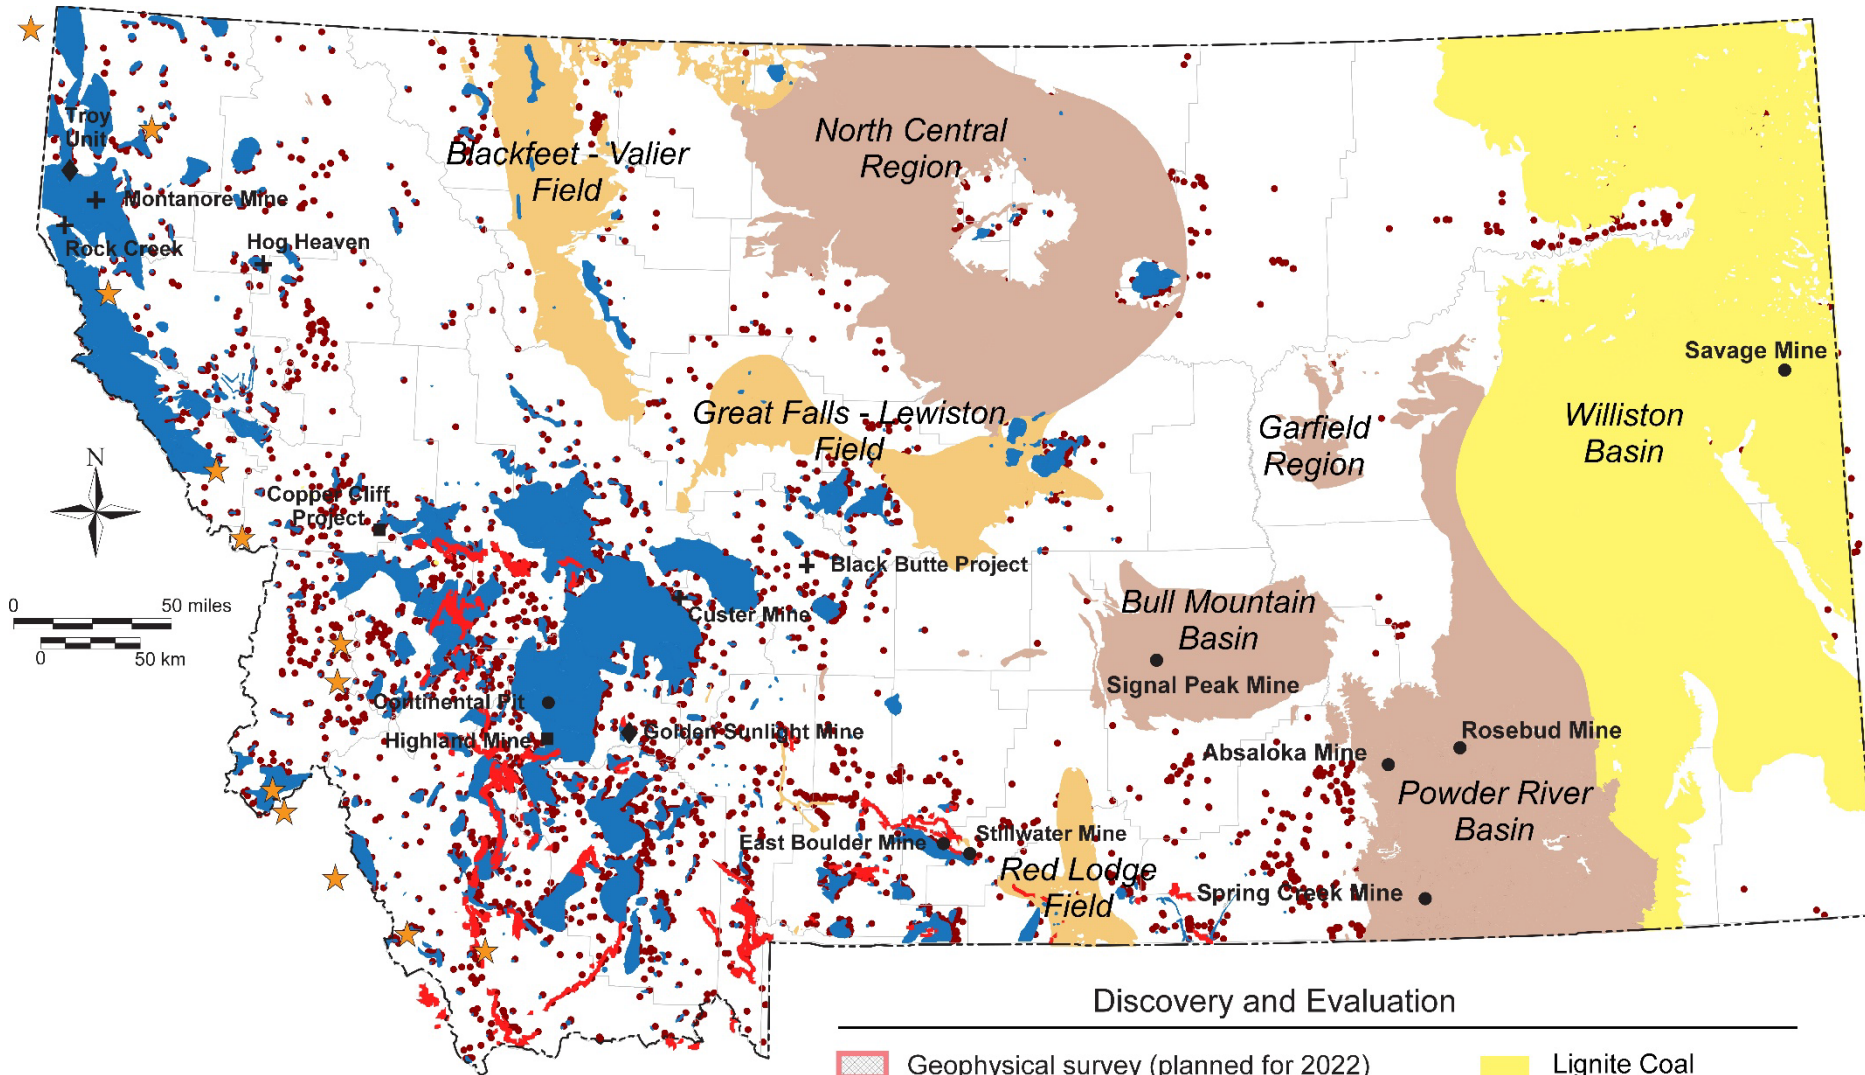 Troy
Unit
Montanore Mine
Rock Creek
Hog Heaven
Blackfeet - Valier
Field
North Central
Region
Savage Mine
Great Falls - Lewiston
Field
Garfield
Region
Williston
Basin
N
Copper Cliff
Project
0 50 miles
0 50 km
Black Butte Project
Custer Mine
Bull Mountain
Basin
Signal Peak Mine
Continental Pit
Highland Mine
Golden Sunlight Mine
Absaloka Mine
Rosebud Mine
Powder River
Basin
East Boulder Mine
Stillwater Mine
Red Lodge
Field
Spring Creek Mine
Discovery and Evaluation
Geophysical survey (planned for 2022)
Lignite Coal